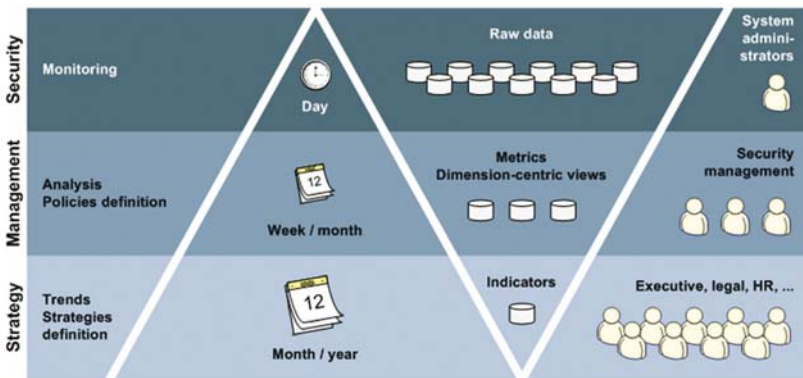 Security
Monitoring
Day
Raw data
System
admini-
strators
Management
Analysis
Policies definition
12
Week / month
Metrics
Dimension-centric views
Security
management
Strategy
Trends
Strategies
definition
12
Month / year
Indicators
Executive, legal, HR, ...